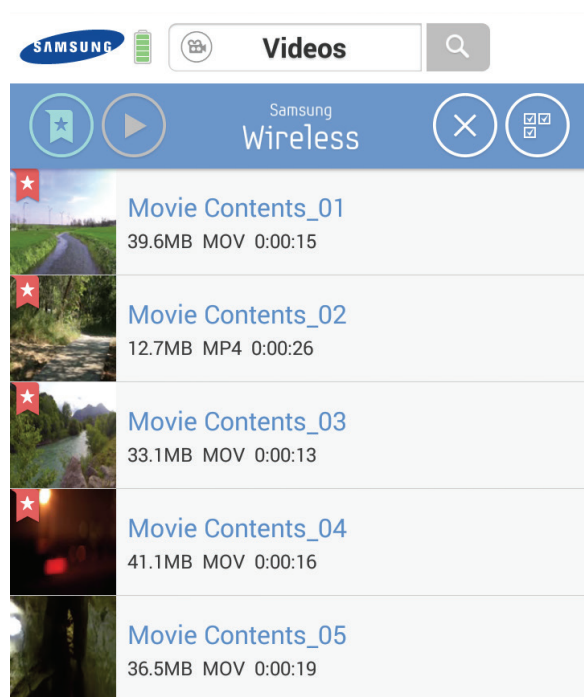 SAMSUNG
Videos
Samsung
Wireless
Movie Contents_01
39.6MB MOV 0:00:15
Movie Contents_02
12.7MB MP4 0:00:26
Movie Contents_03
33.1MB MOV 0:00:13
Movie Contents_04
41.1MB MOV 0:00:16
Movie Contents_05
36.5MB MOV 0:00:19